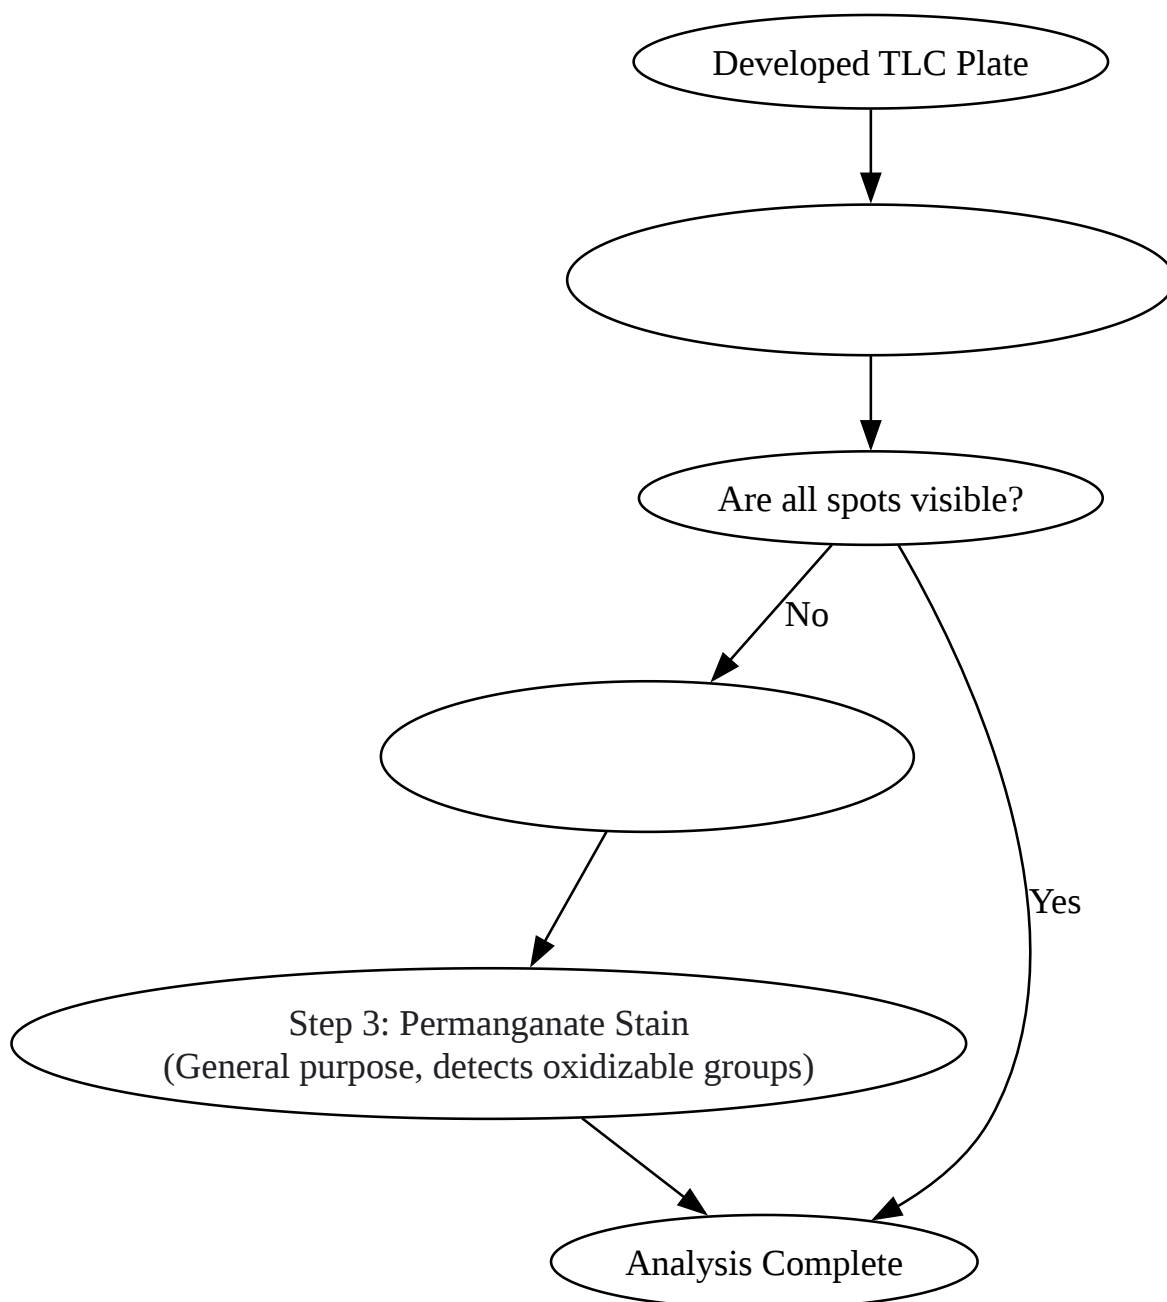 Developed TLC Plate
Are all spots visible?
No
Yes
Step 3: Permanganate Stain
(General purpose, detects oxidizable groups)
Analysis Complete